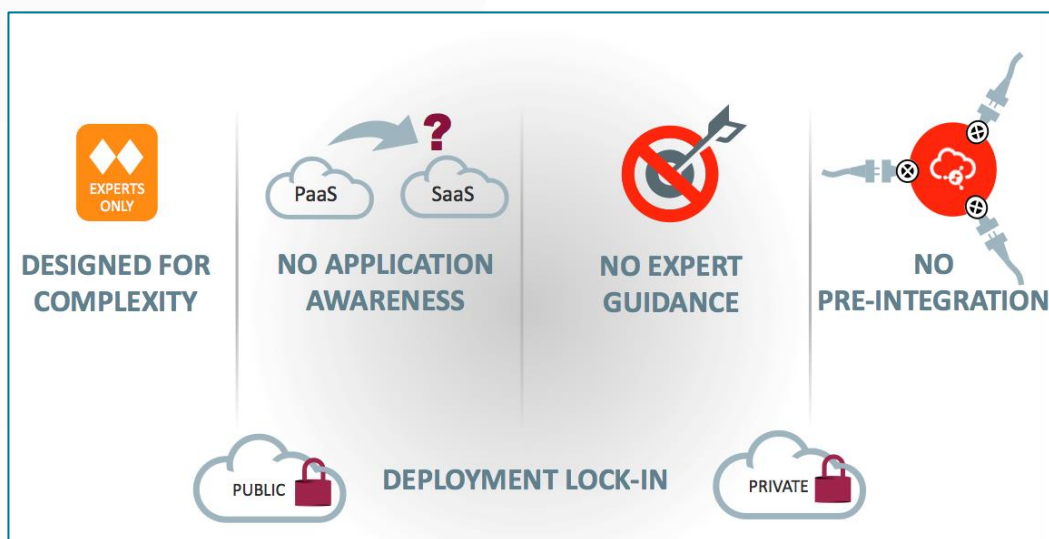 EXPERTS
ONLY
DESIGNED FOR
COMPLEXITY
?
PaaS
SaaS
NO APPLICATION
AWARENESS
NO EXPERT
GUIDANCE
NO
PRE-INTEGRATION
PUBLIC
DEPLOYMENT LOCK-IN
PRIVATE